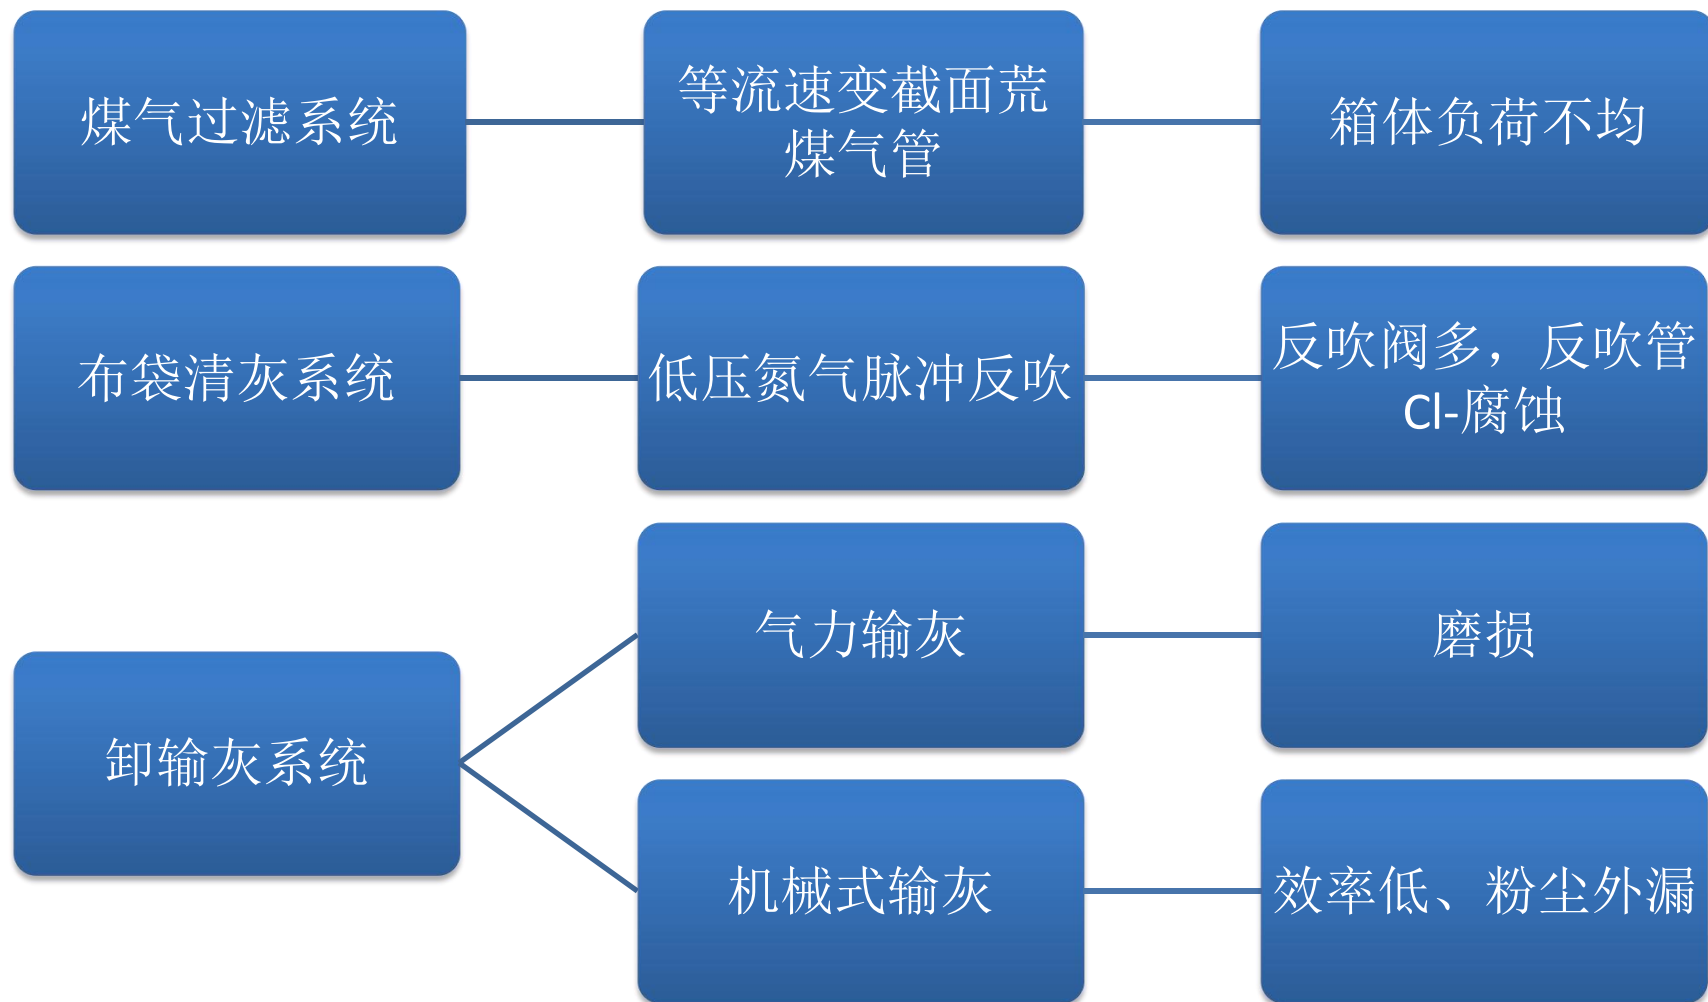 煤气过滤系统
等流速变截面荒
煤气管
箱体负荷不均
布袋清灰系统
低压氮气脉冲反吹
反吹阀多，反吹管
Cl-腐蚀
卸输灰系统
气力输灰
磨损
机械式输灰
效率低、粉尘外漏